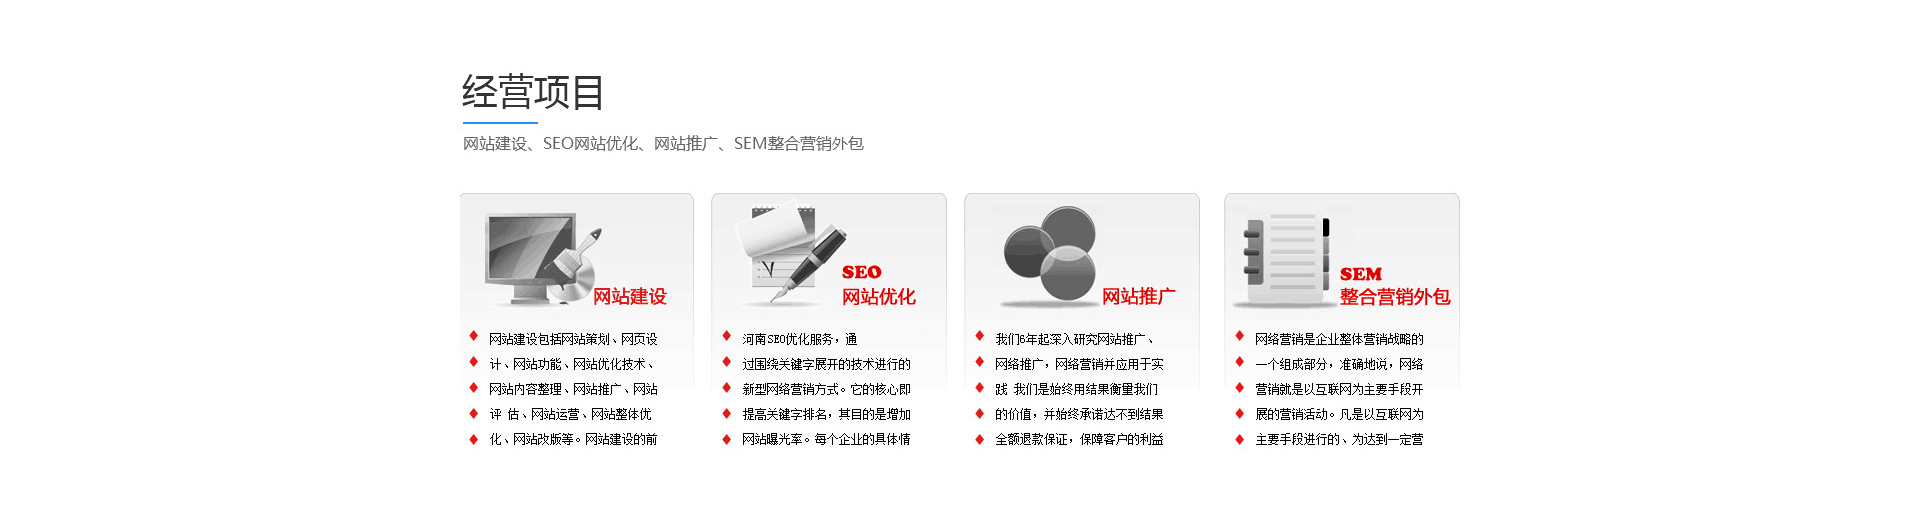 经营项目
网站建设、SEO网站优化、网站推广、SEM整合营销外包
网站建设
网站建设包括网站策划、网页设
计、网站功能、网站优化技术、
网站内容整理、网站推广、网站
评 估、网站运营、网站整体优
化、网站改版等。网站建设的前
SEO
网站优化
河南SEO优化服务，通
过围绕关键字展开的技术进行的
新型网络营销方式。它的核心即
提高关键字排名，其目的是增加
网站曝光率。每个企业的具体情
网站推广
我们6年起深入研究网站推广、
网络推广，网络营销并应用于实
践 我们是始终用结果衡里我们
的价值，并始终承诺达不到结果
全额退款保证，保障客户的利益
SEM
整合营销外包
网络营销是企业整体营销战略的
一个组成部分，准确地说，网络
营销就是以互联网为主要手段开
展的营销活动。凡是以互联网为
主要手段进行的、为达到一定营